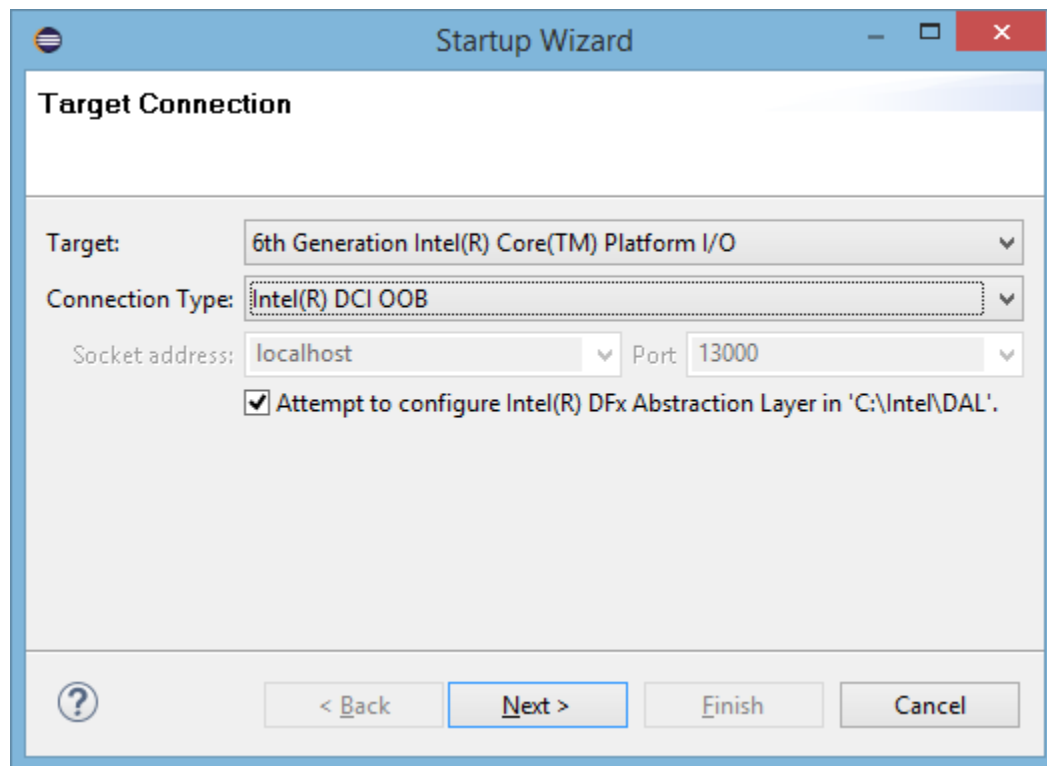 Startup Wizard
Target Connection
Target: 6th Generation Intel(R) Core(TM) Platform I/O
Connection Type: Intel(R) DCI OOB
Socket address: localhost Port 13000
Attempt to configure Intel(R) DFx Abstraction Layer in 'C:\Intel\DAL'.
? < Back Next > Finish Cancel